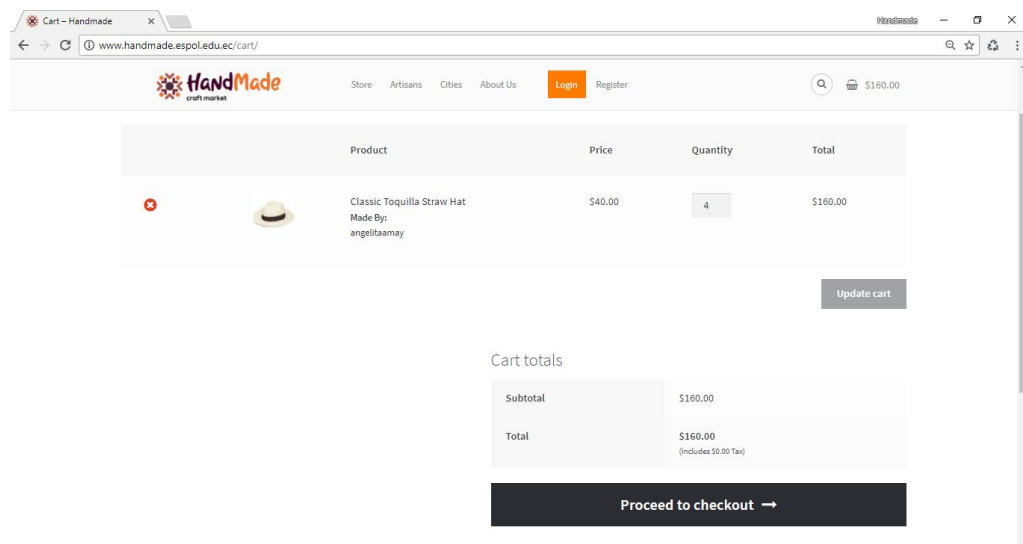 Cart – Handmade
Handmade
www.handmade.espol.edu.ec/cart/
HandMade
craft market
Store Artisans Cities About Us Login Register $160.00
Product Price Quantity Total
Classic Toquilla Straw Hat $40.00 4 $160.00
Made By:
angelitaamay
Update cart
Cart totals
Subtotal $160.00
Total $160.00
(includes $0.00 Tax)
Proceed to checkout →